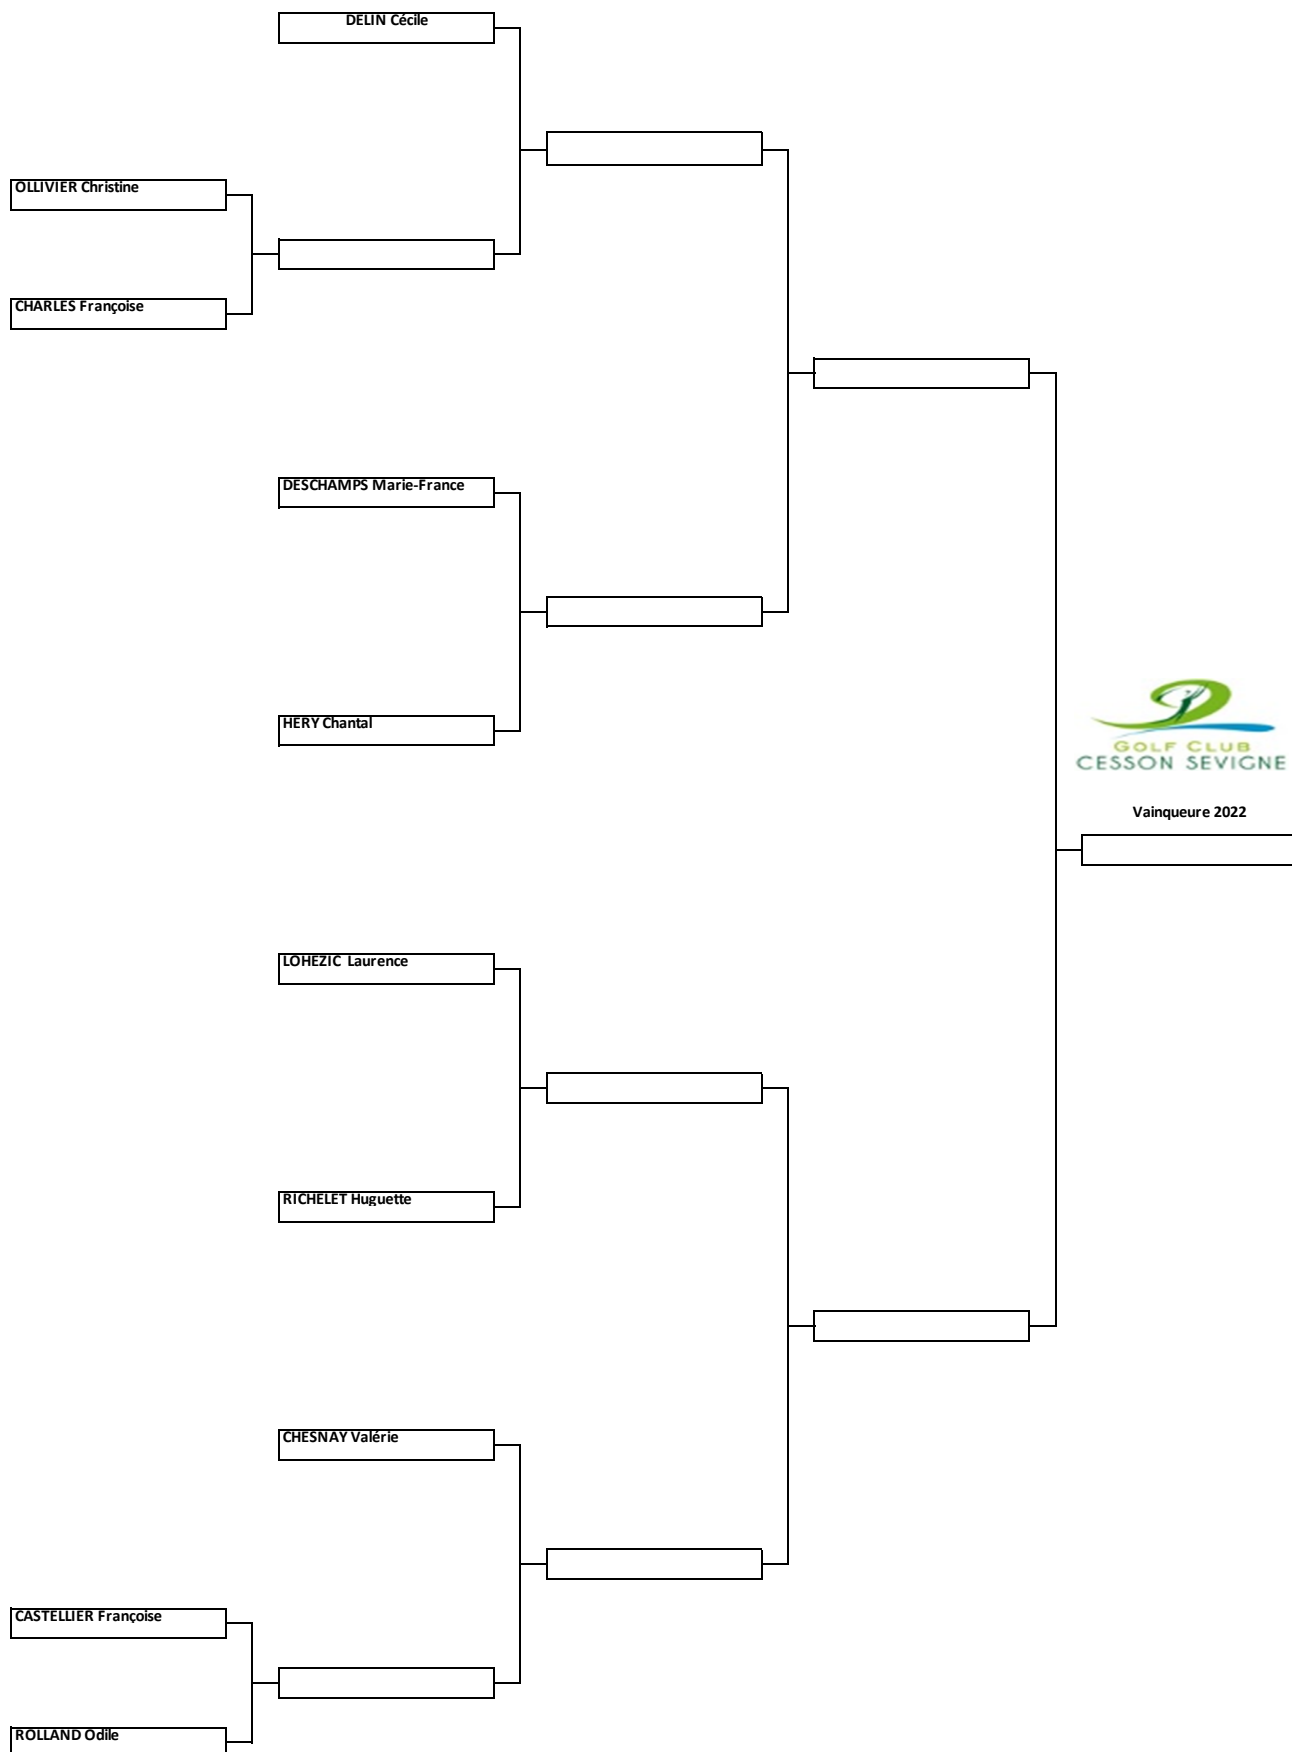 DELIN Cécile
OLLIVIER Christine
CHARLES Françoise
DESCHAMPS Marie-France
HERY Chantal
GOLF CLUB
CESSON SEVIGNE
Vainqueure 2022
LOHEZIC Laurence
RICHELET Huguette
CHESNAY Valérie
CASTELLIER Françoise
ROLLAND Odile